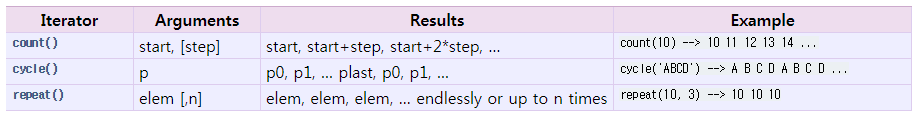 Iterator Arguments Results Example
count() start, [step] start, start+step, start+2*step, ... count(10) --> 10 11 12 13 14 ...
cycle() p p0, p1, ... plast, p0, p1, ... cycle('ABCD') --> A B C D A B C D ...
repeat() elem [,n] elem, elem, elem, ... endlessly or up to n times repeat(10, 3) --> 10 10 10